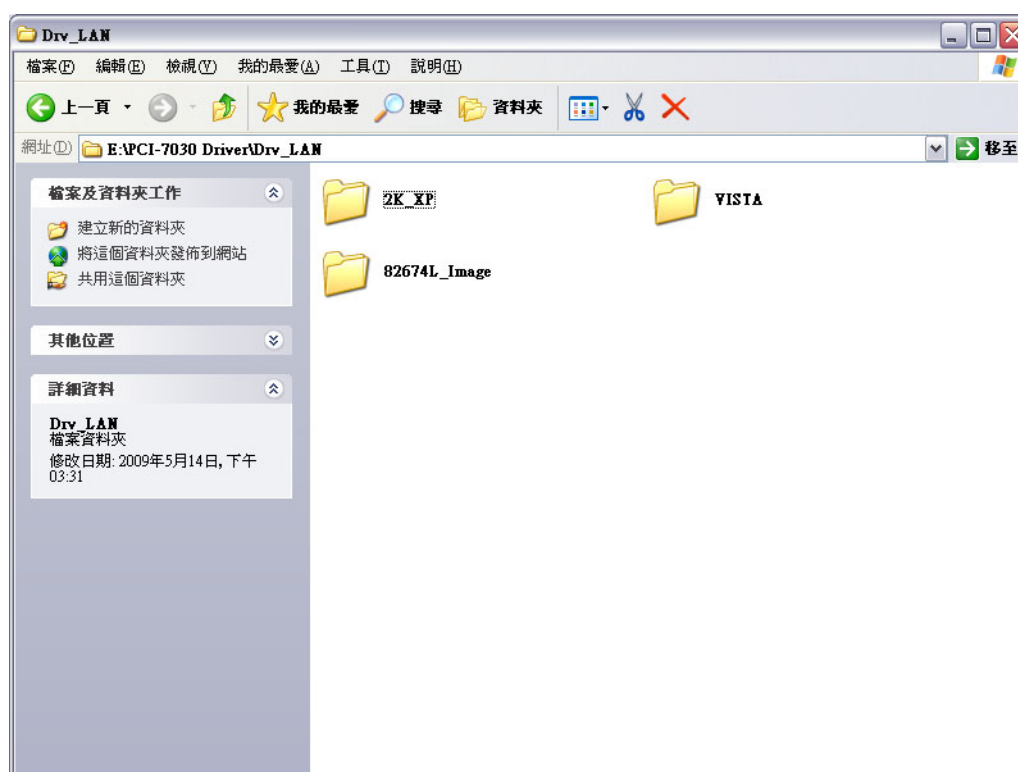 Drv_LAN
檔案(F) 編輯(E) 檢視(V) 我的最愛(A) 工具(T) 說明(H)
上一頁 我的最愛 搜尋 資料夾
網址(D) E:\PCI-7030 Driver\Drv_LAN 移至
檔案及資料夾工作
建立新的資料夾
將這個資料夾發佈到網站
共用這個資料夾
其他位置
詳細資料
Drv_LAN
檔案資料夾
修改日期: 2009年5月14日, 下午
03:31
2K_XP VISTA
82674L_Image